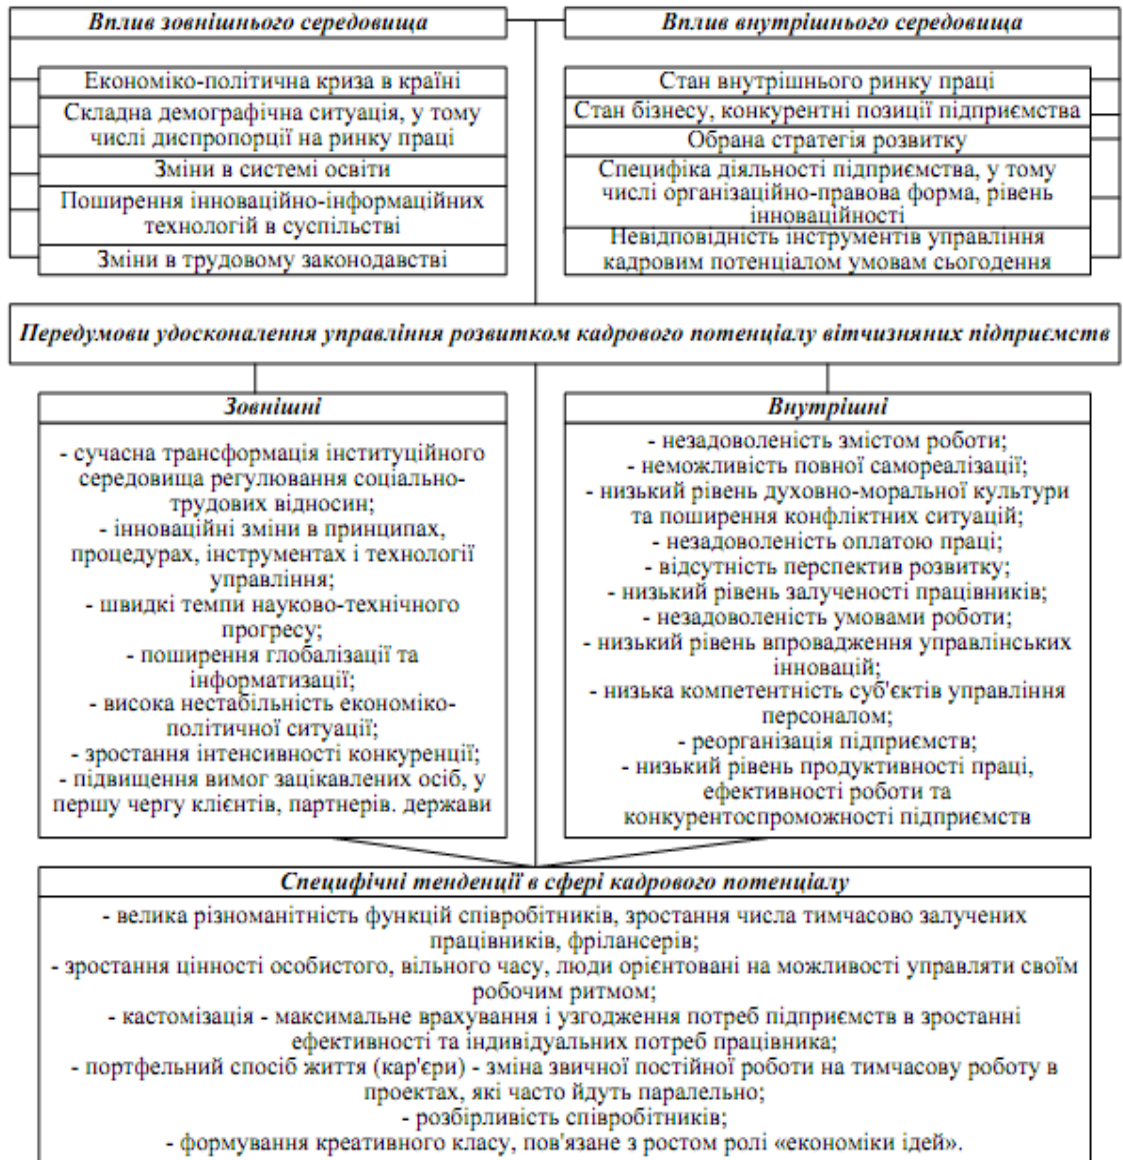 Вплив зовнішнього середовища
Економіко-політична криза в країні
Складна демографічна ситуація, у тому
числі диспропорції на ринку праці
Зміни в системі освіти
Поширення інноваційно-інформаційних
технологій в суспільстві
Зміни в трудовому законодавстві
Вплив внутрішнього середовища
Стан внутрішнього ринку праці
Стан бізнесу, конкурентні позиції підприємства
Обрана стратегія розвитку
Специфіка діяльності підприємства, у тому
числі організаційно-правова форма, рівень
інноваційності
Невідповідність інструментів управління
кадровим потенціалом умовам сьогодення
Передумови удосконалення управління розвитком кадрового потенціалу вітчизняних підприємств
Зовнішні
- сучасна трансформація інституційного
середовища регулювання соціально-
трудових відносин;
- інноваційні зміни в принципах,
процедурах, інструментах і технології
управління;
- швидкі темпи науково-технічного
прогресу;
- поширення глобалізації та
інформатизації;
- висока нестабільність економіко-
політичної ситуації;
- зростання інтенсивності конкуренції;
- підвищення вимог зацікавлених осіб, у
першу чергу клієнтів, партнерів. держави
Внутрішні
- незадоволеність змістом роботи;
- неможливість повної самореалізації;
- низький рівень духовно-моральної культури
та поширення конфліктних ситуацій;
- незадоволеність оплатою праці;
- відсутність перспектив розвитку;
- низький рівень залученості працівників;
- незадоволеність умовами роботи;
- низький рівень впровадження управлінських
інновацій;
- низька компетентність суб'єктів управління
персоналом;
- реорганізація підприємств;
- низький рівень продуктивності праці,
ефективності роботи та
конкурентоспроможності підприємств
Специфічні тенденції в сфері кадрового потенціалу
- велика різноманітність функцій співробітників, зростання числа тимчасово залучених
працівників, фрілансерів;
- зростання цінності особистого, вільного часу, люди орієнтовані на можливості управляти своїм
робочим ритмом;
- кастомізація - максимальне врахування і узгодження потреб підприємств в зростанні
ефективності та індивідуальних потреб працівника;
- портфельний спосіб життя (кар'єри) - зміна звичної постійної роботи на тимчасову роботу в
проектах, які часто йдуть паралельно;
- розбірливість співробітників;
- формування креативного класу, пов'язане з ростом ролі «економіки ідей».